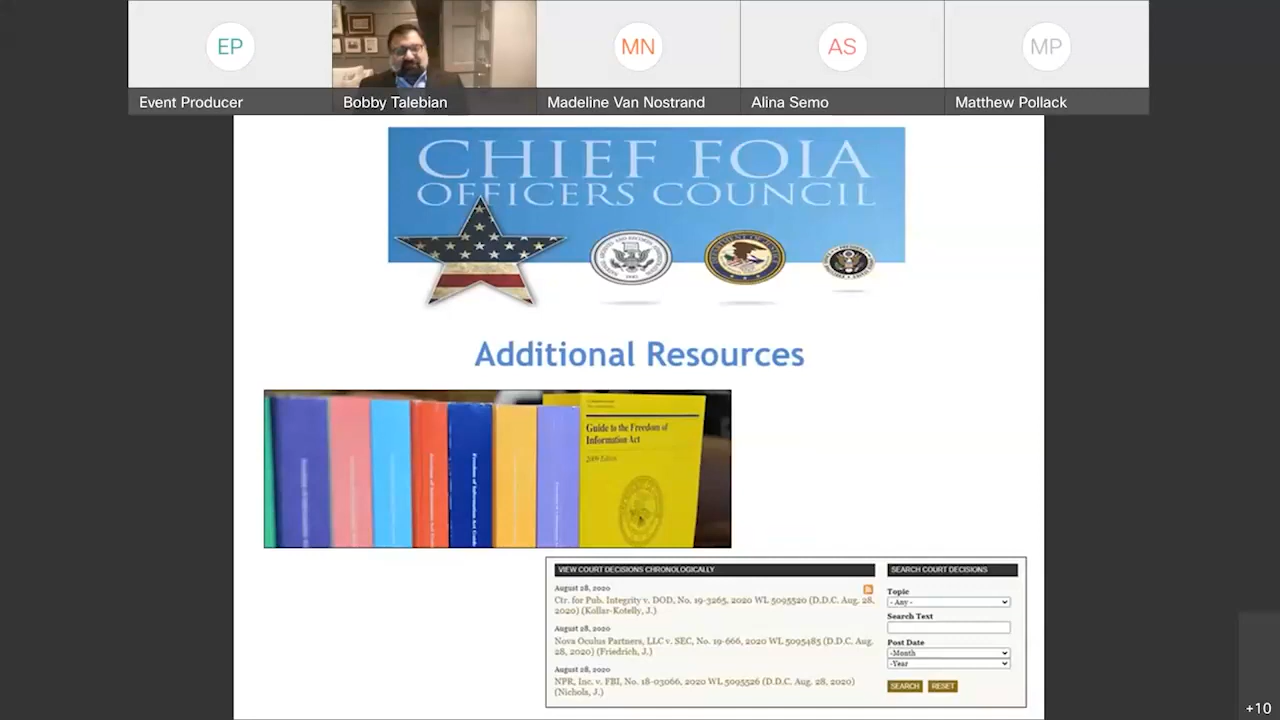 EP
MN
AS
MP
Event Producer
Bobby Talebian
Madeline Van Nostrand
Alina Semo
Matthew Pollack
CHIEF FOIA
OFFICERS COUNCIL
Additional Resources
Guide to the Freedom of
Information Act
VIEW COURT DECISIONS CHRONOLOGICALLY
August 28, 2020
Ctr. for Pub. Integrity v. DOD, No. 19-3265, 2020 WL 5095520 (D.D.C. Aug. 28,
2020) (Kollar-Kotelly, J.)
August 28, 2020
Nova Oculus Partners, LLC v. SEC, No. 19-666, 2020 WL 5095485 (D.D.C. Aug.
28, 2020) (Friedrich, J.)
August 28, 2020
NPR, Inc. v. FBI, No. 18-03066, 2020 WL 5095526 (D.D.C. Aug. 28, 2020)
(Nichols, J.)
SEARCH COURT DECISIONS
Topic
- Any -
Search Text
Post Date
-Month
-Year
SEARCH RESET
+10